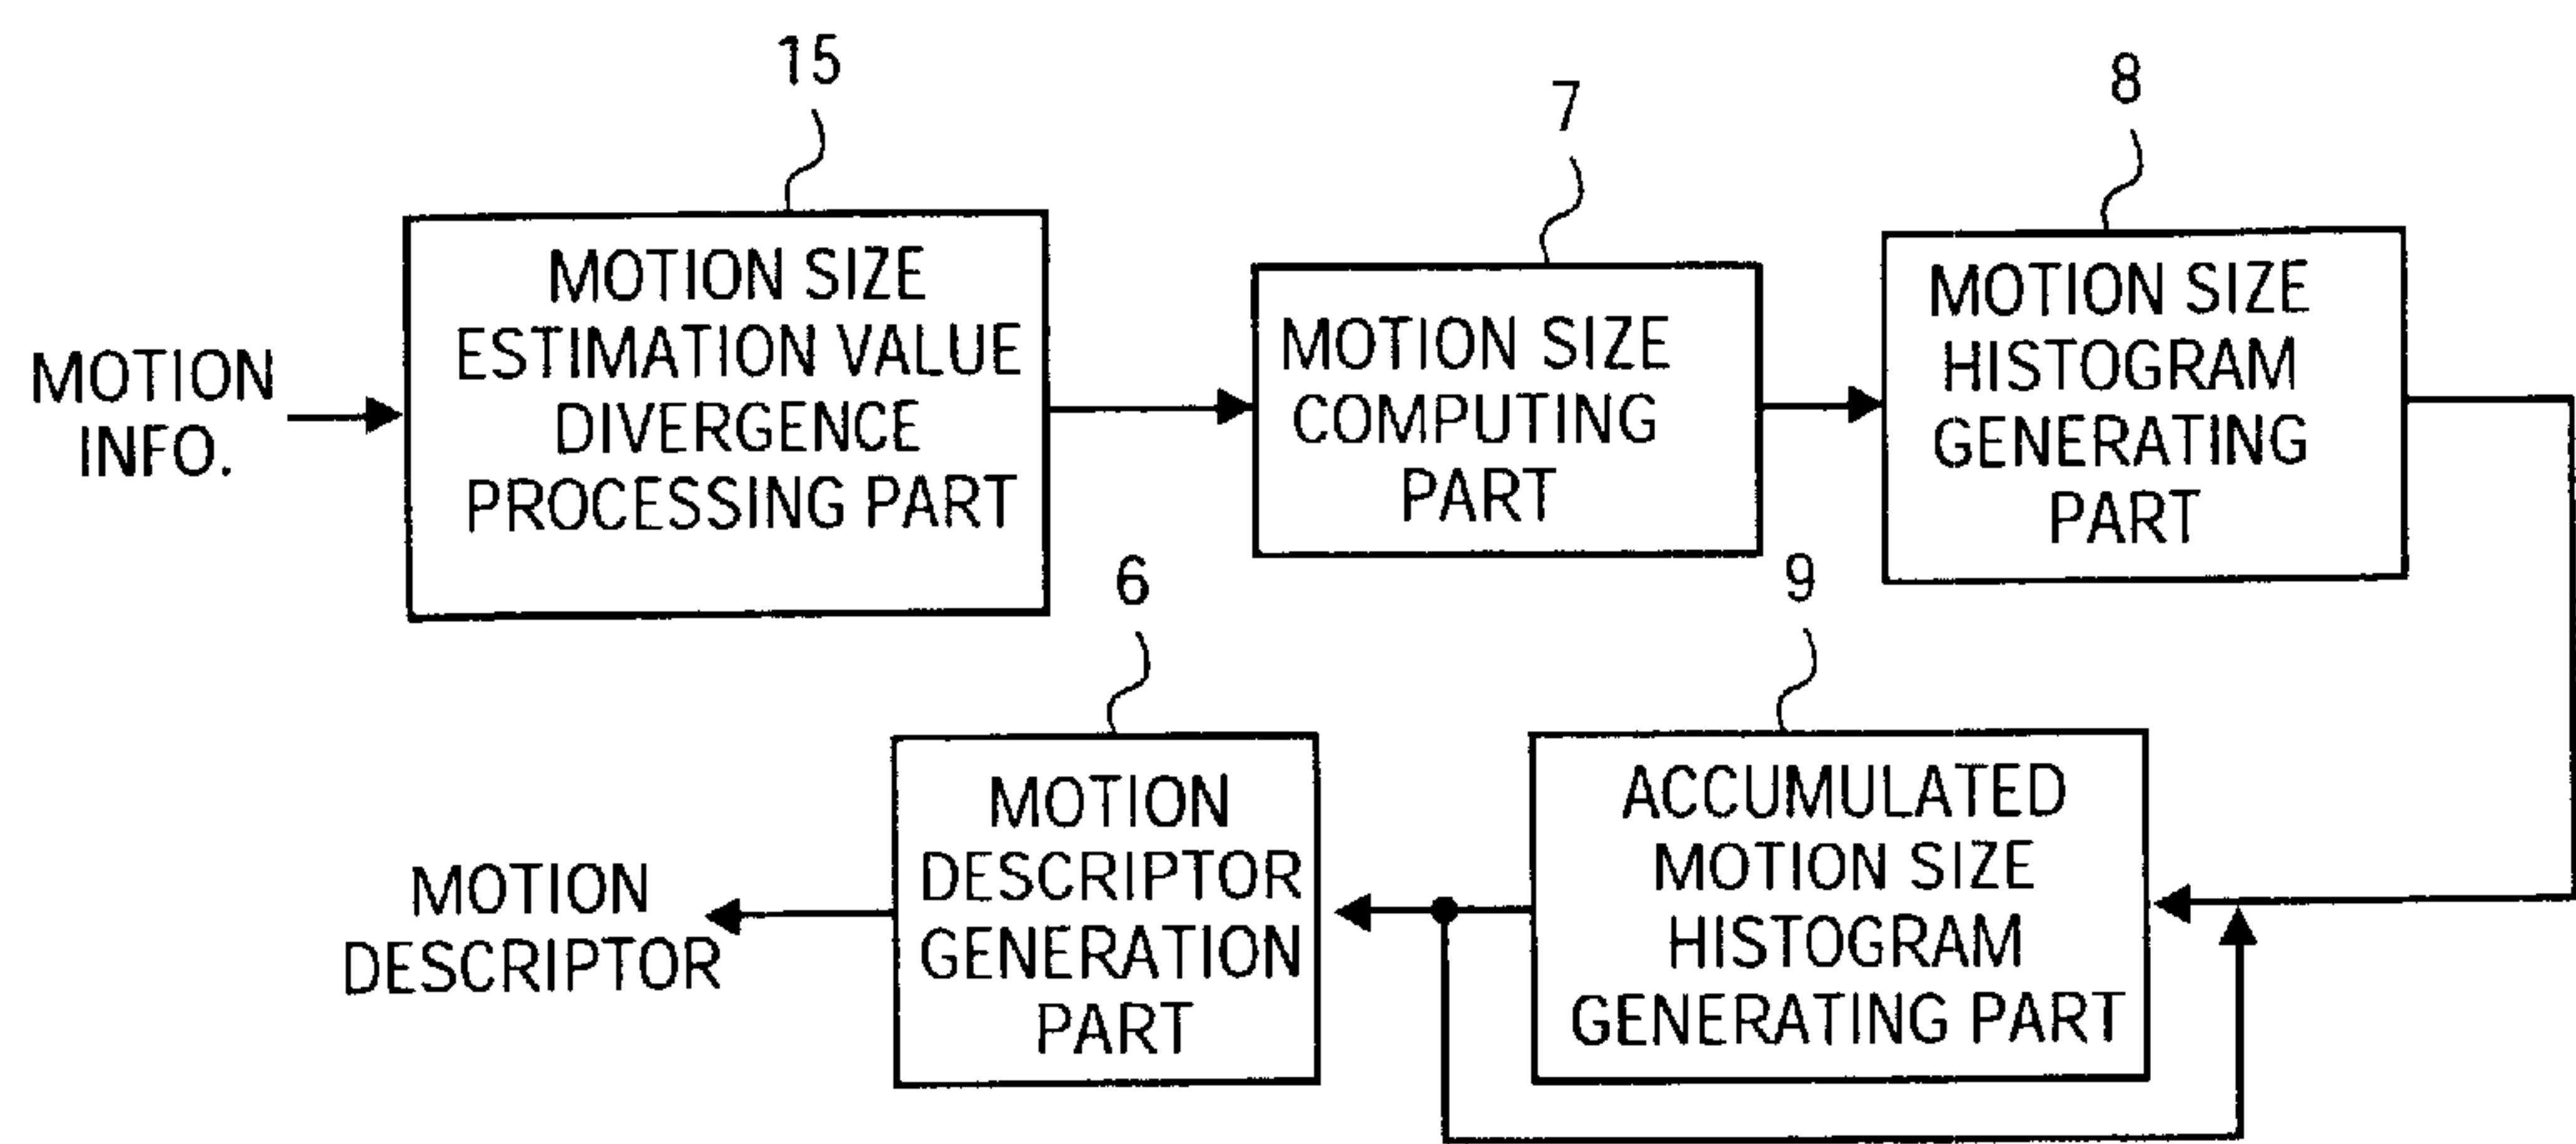 15
7
8
MOTION
INFO.
MOTION SIZE
ESTIMATION VALUE
DIVERGENCE
PROCESSING PART
MOTION SIZE
COMPUTING
PART
MOTION SIZE
HISTOGRAM
GENERATING
PART
6
9
MOTION
DESCRIPTOR
MOTION
DESCRIPTOR
GENERATION
PART
ACCUMULATED
MOTION SIZE
HISTOGRAM
GENERATING PART